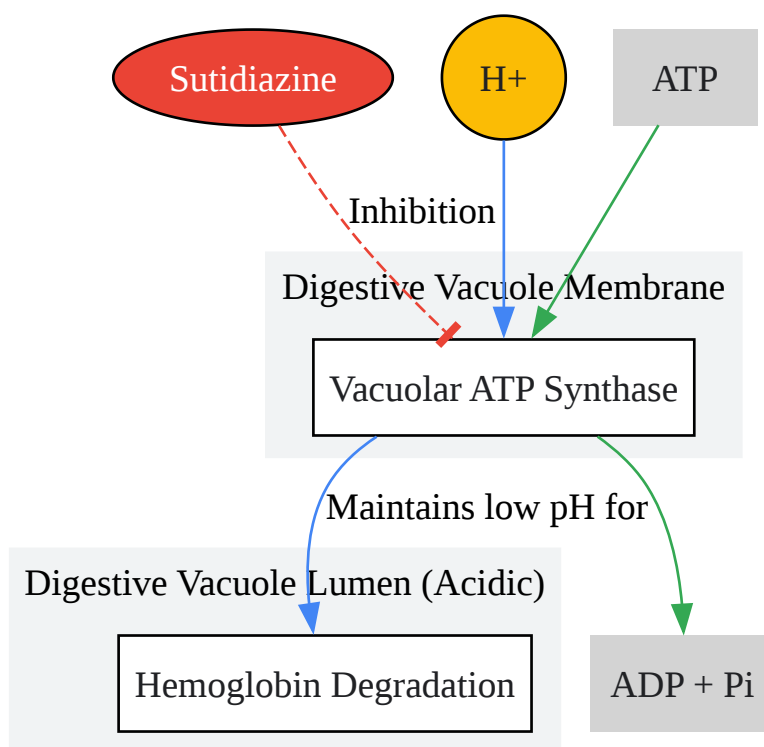 Sutidiazine
H+
ATP
Inhibition
Digestive Vacuole Membrane
Vacuolar ATP Synthase
Maintains low pH for
Digestive Vacuole Lumen (Acidic)
Hemoglobin Degradation
ADP + Pi